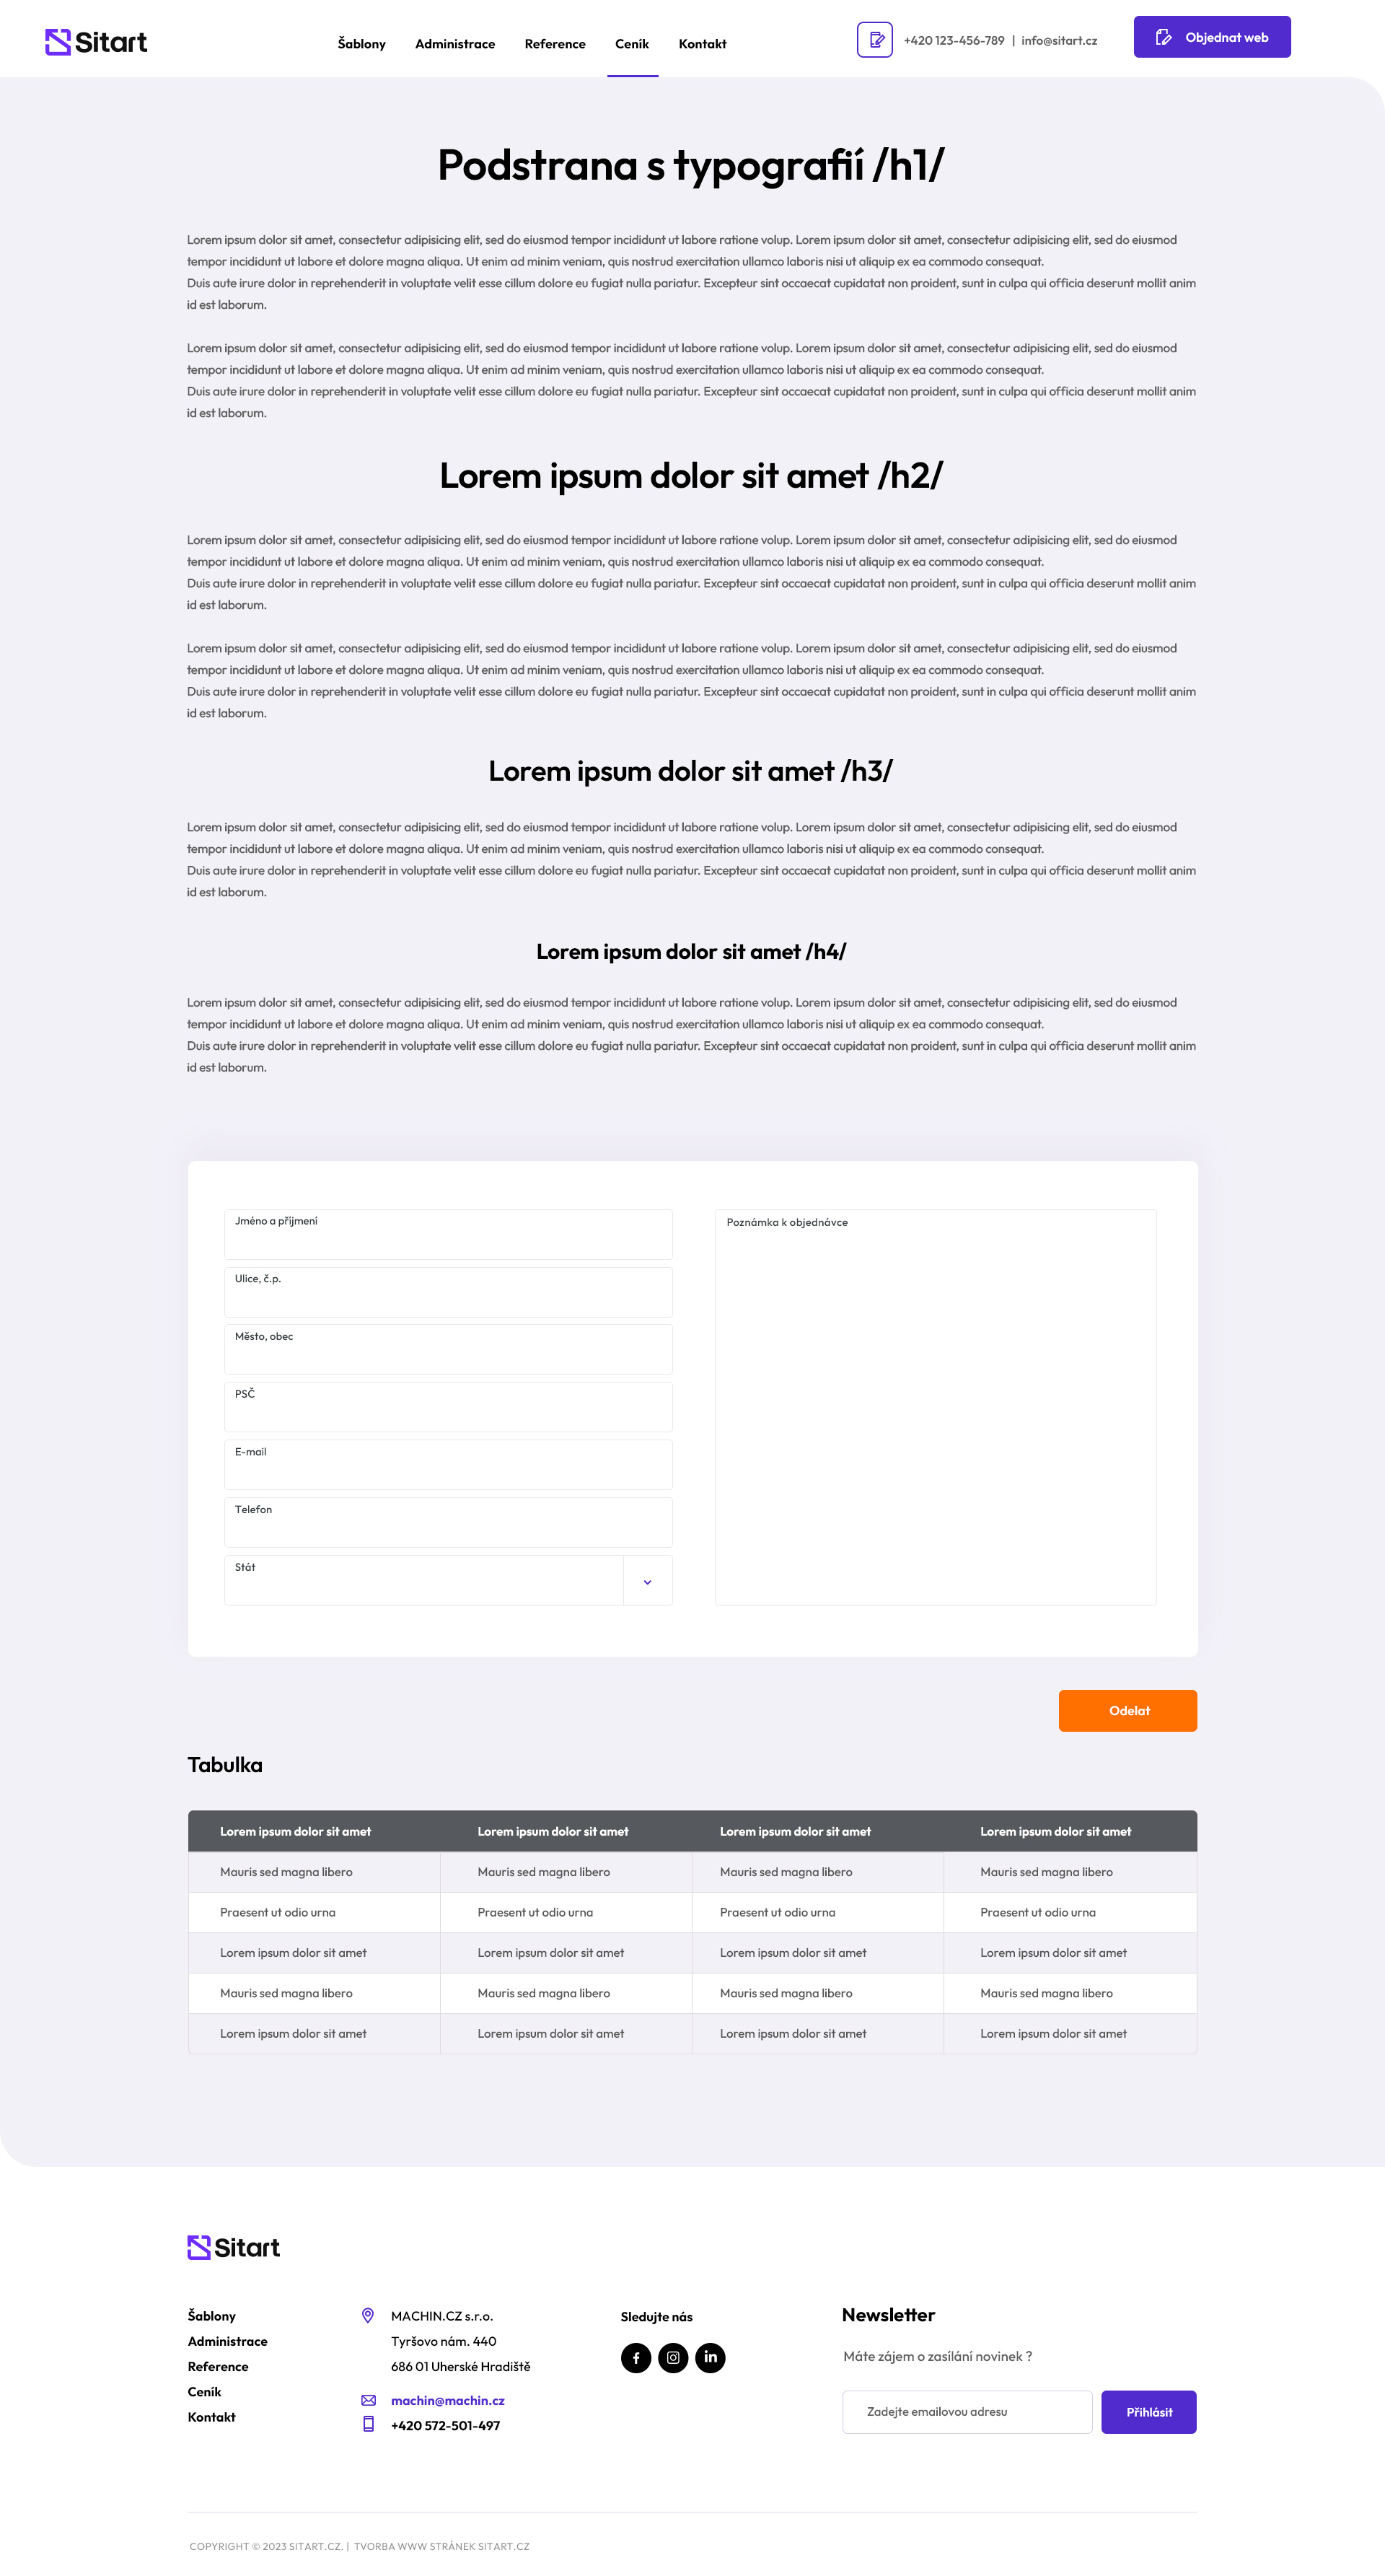 Sitart
Šablony Administrace Reference Ceník Kontakt
+420 123-456-789 | info@sitart.cz
Objednat web
Podstrana s typografií /h1/
Lorem ipsum dolor sit amet, consectetur adipisicing elit, sed do eiusmod tempor incididunt ut labore ratione volup. Lorem ipsum dolor sit amet, consectetur adipisicing elit, sed do eiusmod
tempor incididunt ut labore et dolore magna aliqua. Ut enim ad minim veniam, quis nostrud exercitation ullamco laboris nisi ut aliquip ex ea commodo consequat.
Duis aute irure dolor in reprehenderit in voluptate velit esse cillum dolore eu fugiat nulla pariatur. Excepteur sint occaecat cupidatat non proident, sunt in culpa qui officia deserunt mollit anim
id est laborum.
Lorem ipsum dolor sit amet, consectetur adipisicing elit, sed do eiusmod tempor incididunt ut labore ratione volup. Lorem ipsum dolor sit amet, consectetur adipisicing elit, sed do eiusmod
tempor incididunt ut labore et dolore magna aliqua. Ut enim ad minim veniam, quis nostrud exercitation ullamco laboris nisi ut aliquip ex ea commodo consequat.
Duis aute irure dolor in reprehenderit in voluptate velit esse cillum dolore eu fugiat nulla pariatur. Excepteur sint occaecat cupidatat non proident, sunt in culpa qui officia deserunt mollit anim
id est laborum.
Lorem ipsum dolor sit amet /h2/
Lorem ipsum dolor sit amet, consectetur adipisicing elit, sed do eiusmod tempor incididunt ut labore ratione volup. Lorem ipsum dolor sit amet, consectetur adipisicing elit, sed do eiusmod
tempor incididunt ut labore et dolore magna aliqua. Ut enim ad minim veniam, quis nostrud exercitation ullamco laboris nisi ut aliquip ex ea commodo consequat.
Duis aute irure dolor in reprehenderit in voluptate velit esse cillum dolore eu fugiat nulla pariatur. Excepteur sint occaecat cupidatat non proident, sunt in culpa qui officia deserunt mollit anim
id est laborum.
Lorem ipsum dolor sit amet, consectetur adipisicing elit, sed do eiusmod tempor incididunt ut labore ratione volup. Lorem ipsum dolor sit amet, consectetur adipisicing elit, sed do eiusmod
tempor incididunt ut labore et dolore magna aliqua. Ut enim ad minim veniam, quis nostrud exercitation ullamco laboris nisi ut aliquip ex ea commodo consequat.
Duis aute irure dolor in reprehenderit in voluptate velit esse cillum dolore eu fugiat nulla pariatur. Excepteur sint occaecat cupidatat non proident, sunt in culpa qui officia deserunt mollit anim
id est laborum.
Lorem ipsum dolor sit amet /h3/
Lorem ipsum dolor sit amet, consectetur adipisicing elit, sed do eiusmod tempor incididunt ut labore ratione volup. Lorem ipsum dolor sit amet, consectetur adipisicing elit, sed do eiusmod
tempor incididunt ut labore et dolore magna aliqua. Ut enim ad minim veniam, quis nostrud exercitation ullamco laboris nisi ut aliquip ex ea commodo consequat.
Duis aute irure dolor in reprehenderit in voluptate velit esse cillum dolore eu fugiat nulla pariatur. Excepteur sint occaecat cupidatat non proident, sunt in culpa qui officia deserunt mollit anim
id est laborum.
Lorem ipsum dolor sit amet /h4/
Lorem ipsum dolor sit amet, consectetur adipisicing elit, sed do eiusmod tempor incididunt ut labore ratione volup. Lorem ipsum dolor sit amet, consectetur adipisicing elit, sed do eiusmod
tempor incididunt ut labore et dolore magna aliqua. Ut enim ad minim veniam, quis nostrud exercitation ullamco laboris nisi ut aliquip ex ea commodo consequat.
Duis aute irure dolor in reprehenderit in voluptate velit esse cillum dolore eu fugiat nulla pariatur. Excepteur sint occaecat cupidatat non proident, sunt in culpa qui officia deserunt mollit anim
id est laborum.
Jméno a příjmení
Ulice, č.p.
Město, obec
PSČ
E-mail
Telefon
Stát
Poznámka k objednávce
Odelat
Tabulka
Lorem ipsum dolor sit amet Lorem ipsum dolor sit amet Lorem ipsum dolor sit amet Lorem ipsum dolor sit amet
Mauris sed magna libero Mauris sed magna libero Mauris sed magna libero Mauris sed magna libero
Praesent ut odio urna Praesent ut odio urna Praesent ut odio urna Praesent ut odio urna
Lorem ipsum dolor sit amet Lorem ipsum dolor sit amet Lorem ipsum dolor sit amet Lorem ipsum dolor sit amet
Mauris sed magna libero Mauris sed magna libero Mauris sed magna libero Mauris sed magna libero
Lorem ipsum dolor sit amet Lorem ipsum dolor sit amet Lorem ipsum dolor sit amet Lorem ipsum dolor sit amet
Sitart
Šablony
Administrace
Reference
Ceník
Kontakt
MACHIN.CZ s.r.o.
Tyršovo nám. 440
686 01 Uherské Hradiště
machin@machin.cz
+420 572-501-497
Sledujte nás
f in
Newsletter
Máte zájem o zasílání novinek ?
Zadejte emailovou adresu
Přihlásit
COPYRIGHT © 2023 SITART.CZ. | TVORBA WWW STRÁNEK SITART.CZ